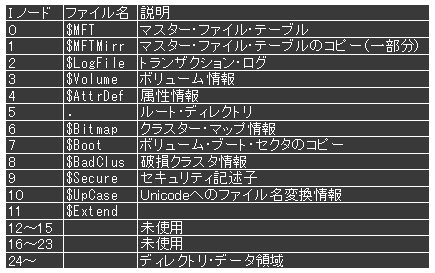 Iノード ファイル名 説明
0 $MFT マスター・ファイル・テーブル
1 $MFTMirr マスター・ファイル・テーブルのコピー(一部分)
2 $LogFile トランザクション・ログ
3 $Volume ボリューム情報
4 $AttrDef 属性情報
5 . ルート・ディレクトリ
6 $Bitmap クラスター・マップ情報
7 $Boot ボリューム・ブート・セクタのコピー
8 $BadClus 破損クラスタ情報
9 $Secure セキュリティ記述子
10 $UpCase Unicodeへのファイル名変換情報
11 $Extend
12～15 未使用
16～23 未使用
24～ ディレクトリ・データ領域